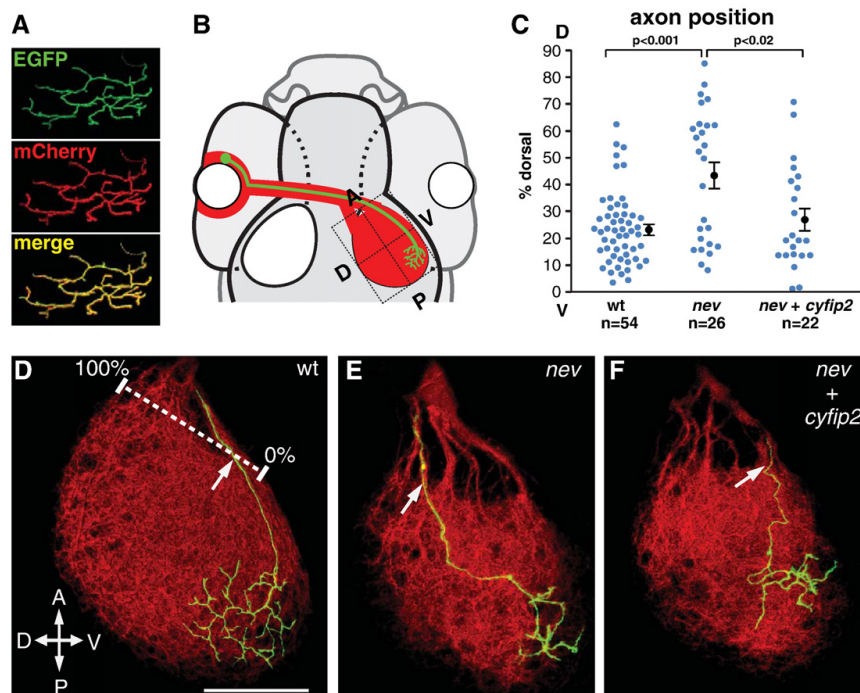 A
EGFP
mCherry
merge
B
A
V
D
P
C
axon position
D
p<0.001
p<0.02
% dorsal
90
80
70
60
50
40
30
20
10
0
V
wt
nev
nev + cyfip2
n=54
n=26
n=22
D
wt
100%
0%
A
D
V
P
E
nev
F
nev
+
cyfip2